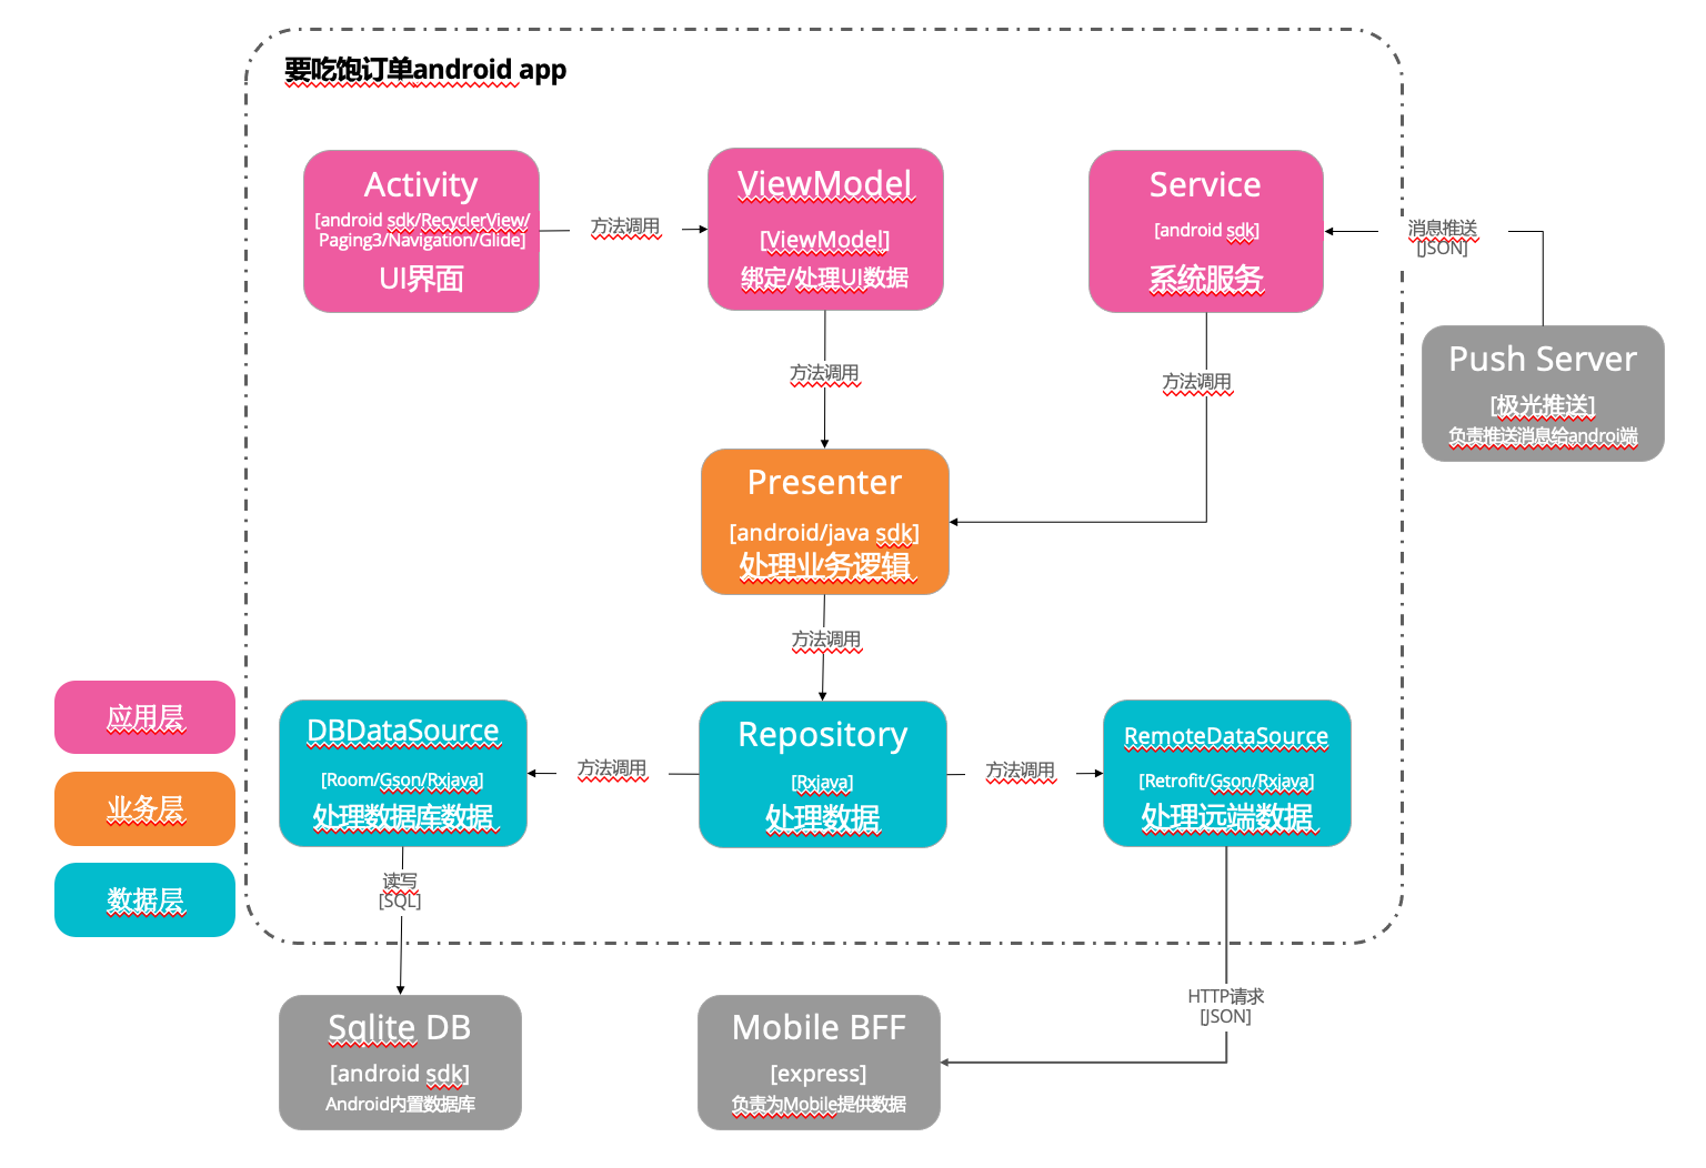 要吃饱订单android app
Activity
[android sdk/RecyclerView/
Paging3/Navigation/Glide]
UI界面
方法调用
ViewModel
[ViewModel]
绑定/处理UI数据
Service
[android sdk]
系统服务
消息推送
[JSON]
Push Server
[极光推送]
负责推送消息给androi端
方法调用
方法调用
Presenter
[android/java sdk]
处理业务逻辑
方法调用
应用层
业务层
数据层
DBDataSource
[Room/Gson/Rxjava]
处理数据库数据
方法调用
Repository
[Rxjava]
处理数据
方法调用
RemoteDataSource
[Retrofit/Gson/Rxjava]
处理远端数据
读写
[SQL]
HTTP请求
[JSON]
Sqlite DB
[android sdk]
Android内置数据库
Mobile BFF
[express]
负责为Mobile提供数据